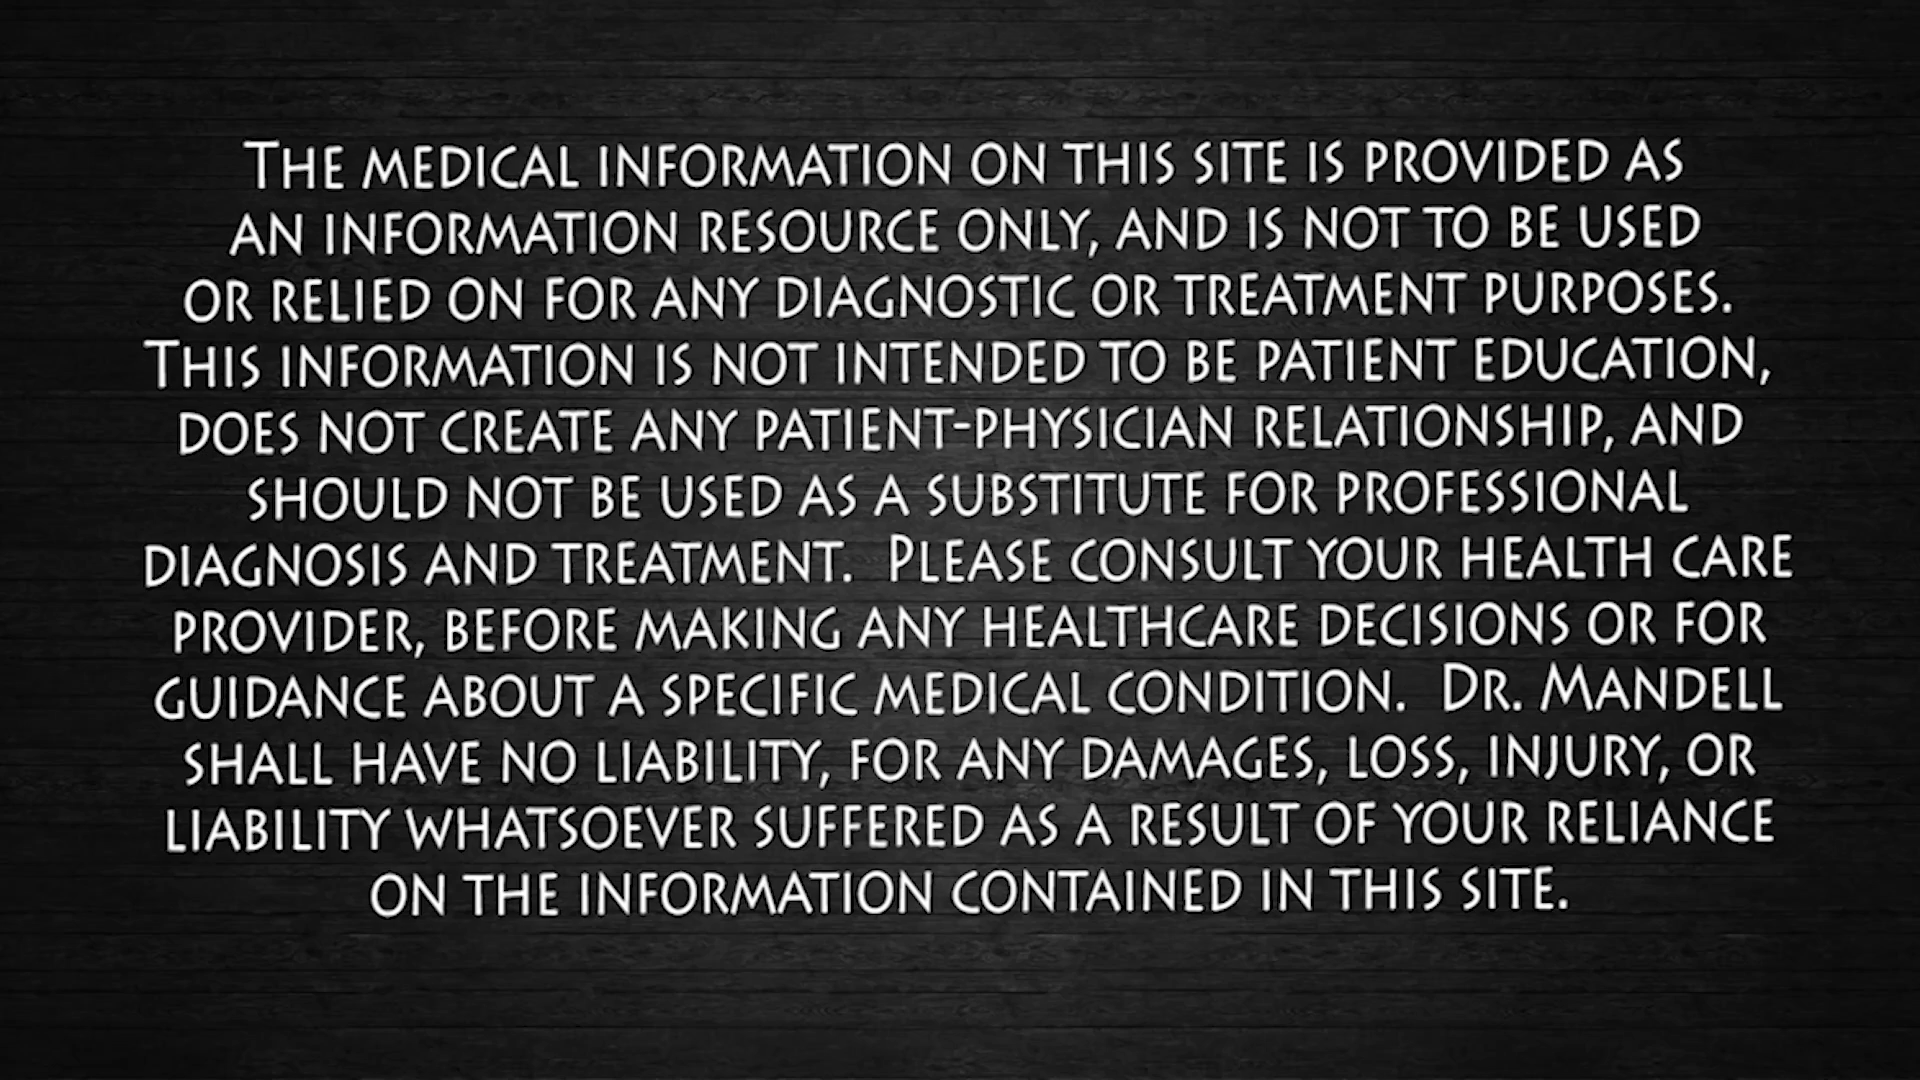 The medical information on this site is provided as
an information resource only, and is not to be used
or relied on for any diagnostic or treatment purposes.
This information is not intended to be patient education,
does not create any patient-physician relationship, and
should not be used as a substitute for professional
diagnosis and treatment.  Please consult your health care
provider, before making any healthcare decisions or for
guidance about a specific medical condition.  Dr. Mandell
shall have no liability, for any damages, loss, injury, or
liability whatsoever suffered as a result of your reliance
on the information contained in this site.